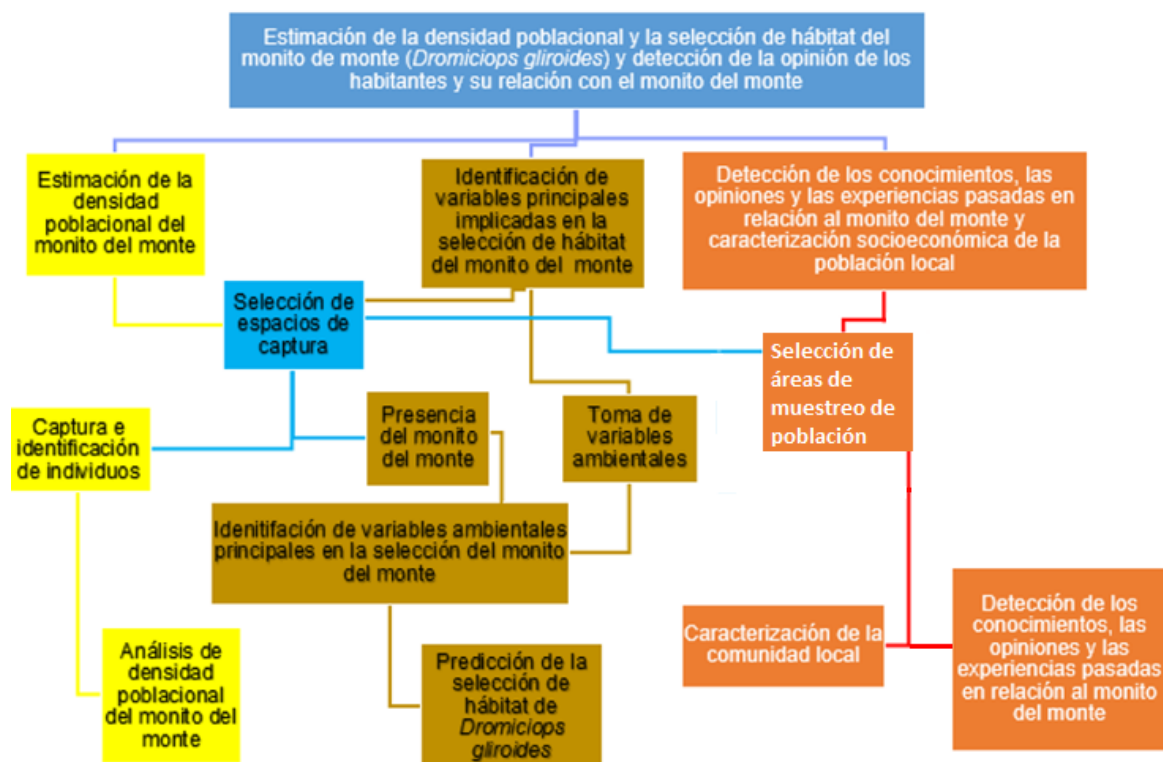 Estimación de la densidad poblacional y la selección de hábitat del
monito de monte (Dromiciops gliroides) y detección de la opinión de los
habitantes y su relación con el monito del monte
Estimación de la
densidad
poblacional del
monito del monte
Identificación de
variables principales
implicadas en la
selección de hábitat
del monito del monte
Detección de los conocimientos, las
opiniones y las experiencias pasadas en
relación al monito del monte y
caracterización socioeconómica de la
población local
Selección de
espacios de
captura
Selección de
áreas de
muestreo de
población
Captura e
identificación
de individuos
Presencia
del monito
del monte
Toma de
variables
ambientales
Idenitifación de variables ambientales
principales en la selección del monito
del monte
Análisis de
densidad
poblacional
del monito del
monte
Predicción de la
selección de
hábitat de
Dromiciops
gliroides
Caracterización de la
comunidad local
Detección de los
conocimientos, las
opiniones y las
experiencias pasadas
en relación al monito
del monte